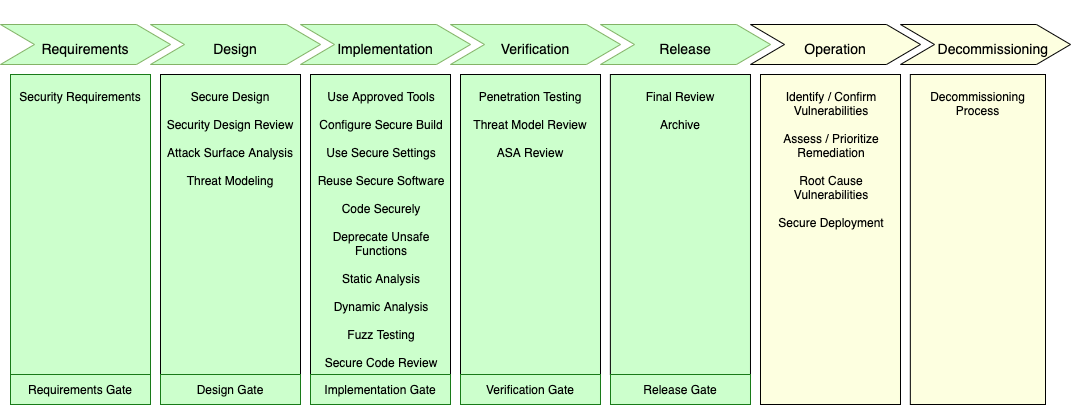 Requirements
Design
Implementation
Verification
Release
Operation
Decommissioning
Security Requirements
Requirements Gate
Secure Design
Security Design Review
Attack Surface Analysis
Threat Modeling
Design Gate
Use Approved Tools
Configure Secure Build
Use Secure Settings
Reuse Secure Software
Code Securely
Deprecate Unsafe
Functions
Static Analysis
Dynamic Analysis
Fuzz Testing
Secure Code Review
Implementation Gate
Penetration Testing
Threat Model Review
ASA Review
Verification Gate
Final Review
Archive
Release Gate
Identify / Confirm
Vulnerabilities
Assess / Prioritize
Remediation
Root Cause
Vulnerabilities
Secure Deployment
Decommissioning
Process